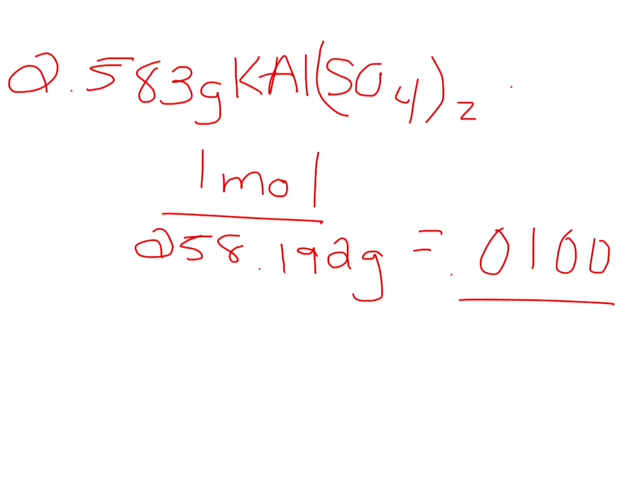 2.583g KAl(SO4)2 .
1 mol
258.192g = .0100